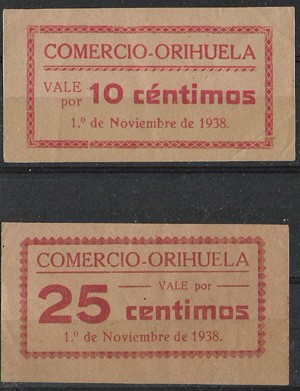 COMERCIO-ORIHUELA
VALE por 10 céntimos
1.º de Noviembre de 1938.
COMERCIO-ORIHUELA
VALE por
25 centimos
1.º de Noviembre de 1938.